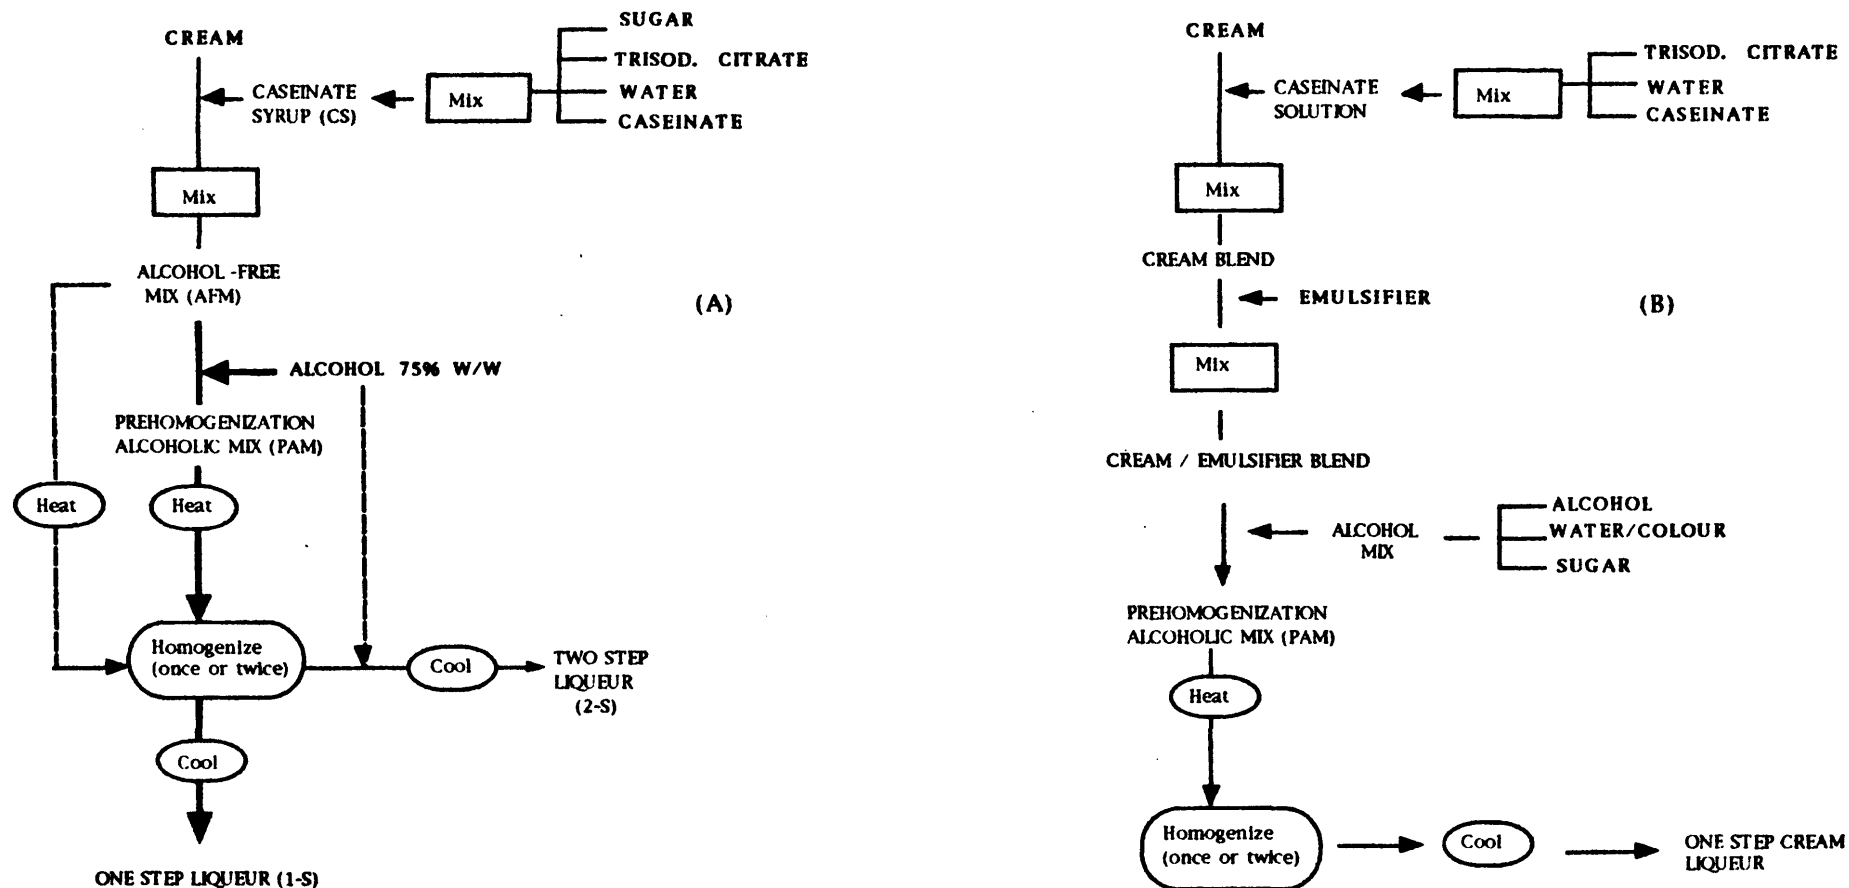 CREAM
SUGAR
TRISOD. CITRATE
WATER
CASEINATE
Mix
CASEINATE
SYRUP (CS)
Mix
ALCOHOL -FREE
MIX (AFM)
(A)
ALCOHOL 75% W/W
PREHOMOGENIZATION
ALCOHOLIC MIX (PAM)
Heat
Heat
Homogenize
(once or twice)
Cool
TWO STEP
LIQUEUR
(2-S)
Cool
ONE STEP LIQUEUR (1-S)
CREAM
TRISOD. CITRATE
WATER
CASEINATE
Mix
CASEINATE
SOLUTION
Mix
CREAM BLEND
EMULSIFIER
(B)
Mix
CREAM / EMULSIFIER BLEND
ALCOHOL
WATER/COLOUR
SUGAR
ALCOHOL
MIX
PREHOMOGENIZATION
ALCOHOLIC MIX (PAM)
Heat
Homogenize
(once or twice)
Cool
ONE STEP CREAM
LIQUEUR